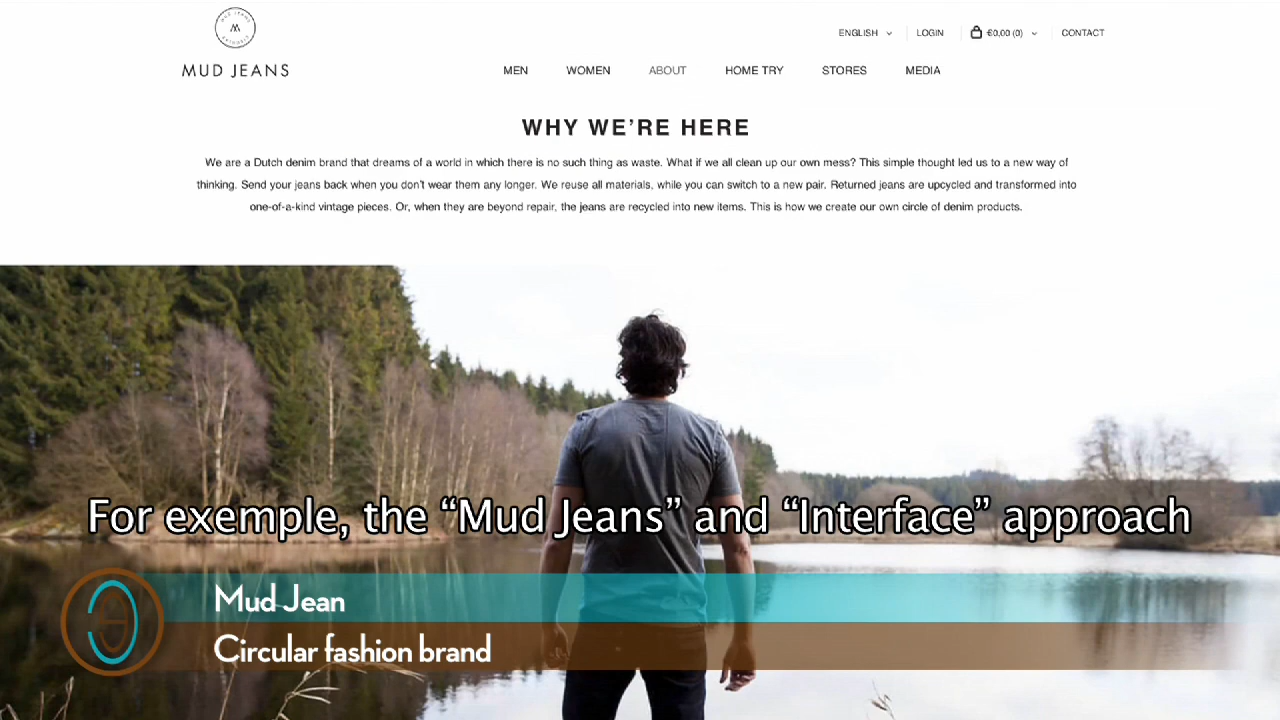 MUD JEANS
MUD JEANS
ENGLISH
LOGIN
€0,00 (0)
CONTACT
MEN
WOMEN
ABOUT
HOME TRY
STORES
MEDIA
WHY WE'RE HERE
We are a Dutch denim brand that dreams of a world in which there is no such thing as waste. What if we all clean up our own mess? This simple thought led us to a new way of
thinking. Send your jeans back when you don't wear them any longer. We reuse all materials, while you can switch to a new pair. Returned jeans are upcycled and transformed into
one-of-a-kind vintage pieces. Or, when they are beyond repair, the jeans are recycled into new items. This is how we create our own circle of denim products.
For exemple, the “Mud Jeans” and “Interface” approach
Mud Jean
Circular fashion brand